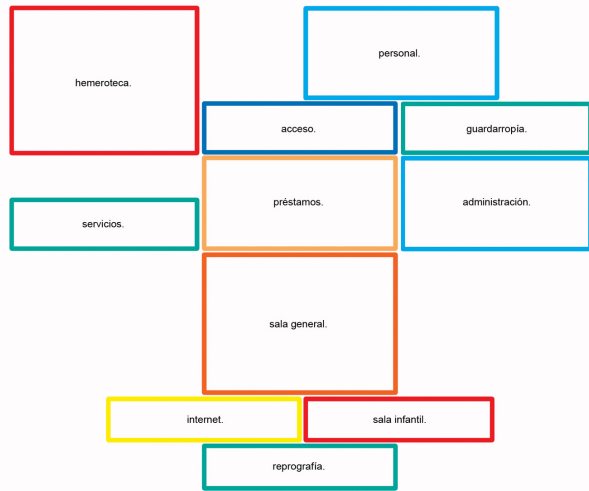 hemeroteca.
personal.
acceso.
guardarropía.
préstamos.
administración.
servicios.
sala general.
internet.
sala infantil.
reprografía.